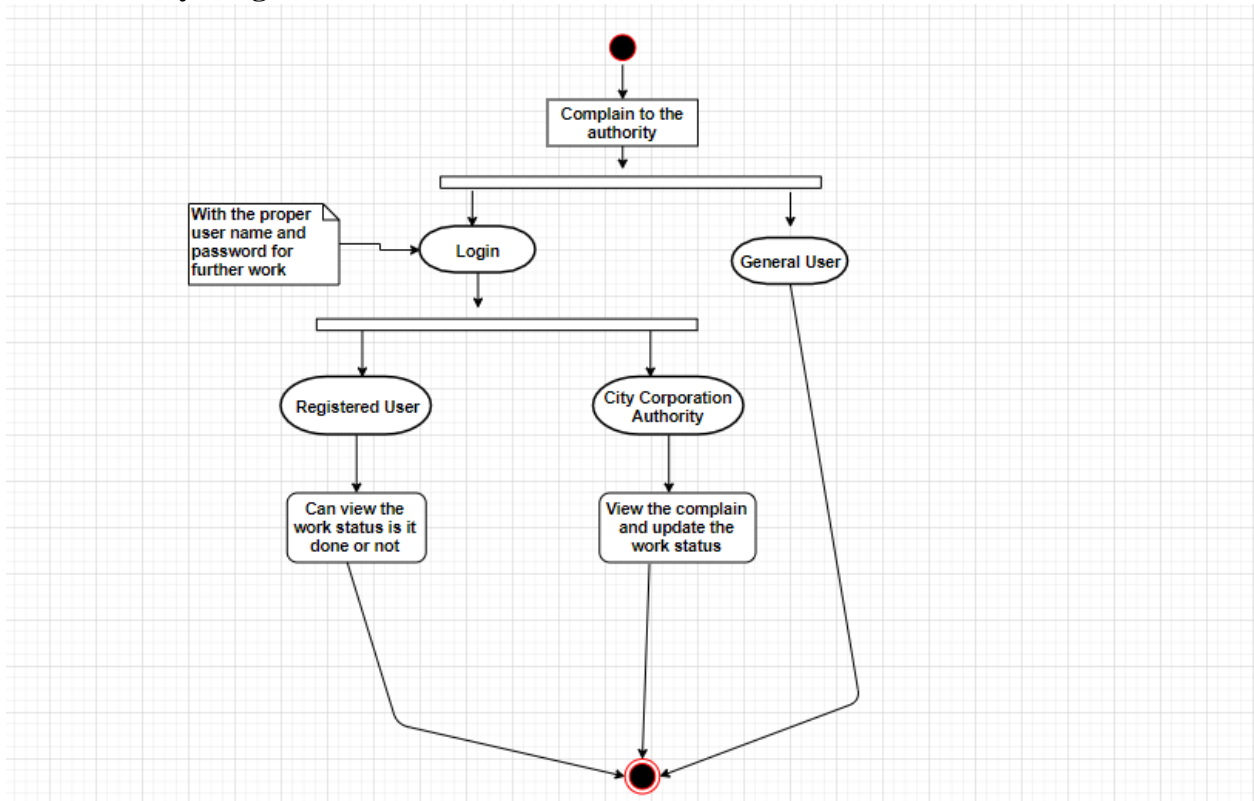 Complain to the
authority
With the proper
user name and
password for
further work
Login
General User
Registered User
City Corporation
Authority
Can view the
work status is it
done or not
View the complain
and update the
work status